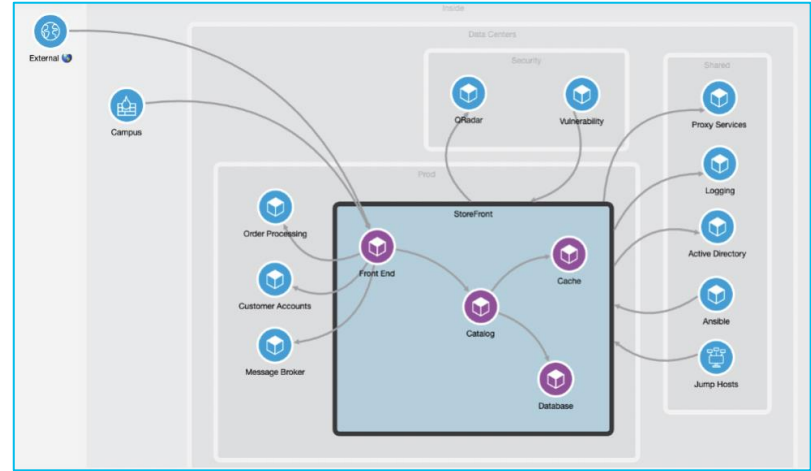 Inside
External
Data Centers
Security
Shared
QRadar
Vulnerability
Proxy Services
Campus
Prod
Logging
StoreFront
Order Processing
Front End
Cache
Active Directory
Customer Accounts
Catalog
Ansible
Message Broker
Database
Jump Hosts